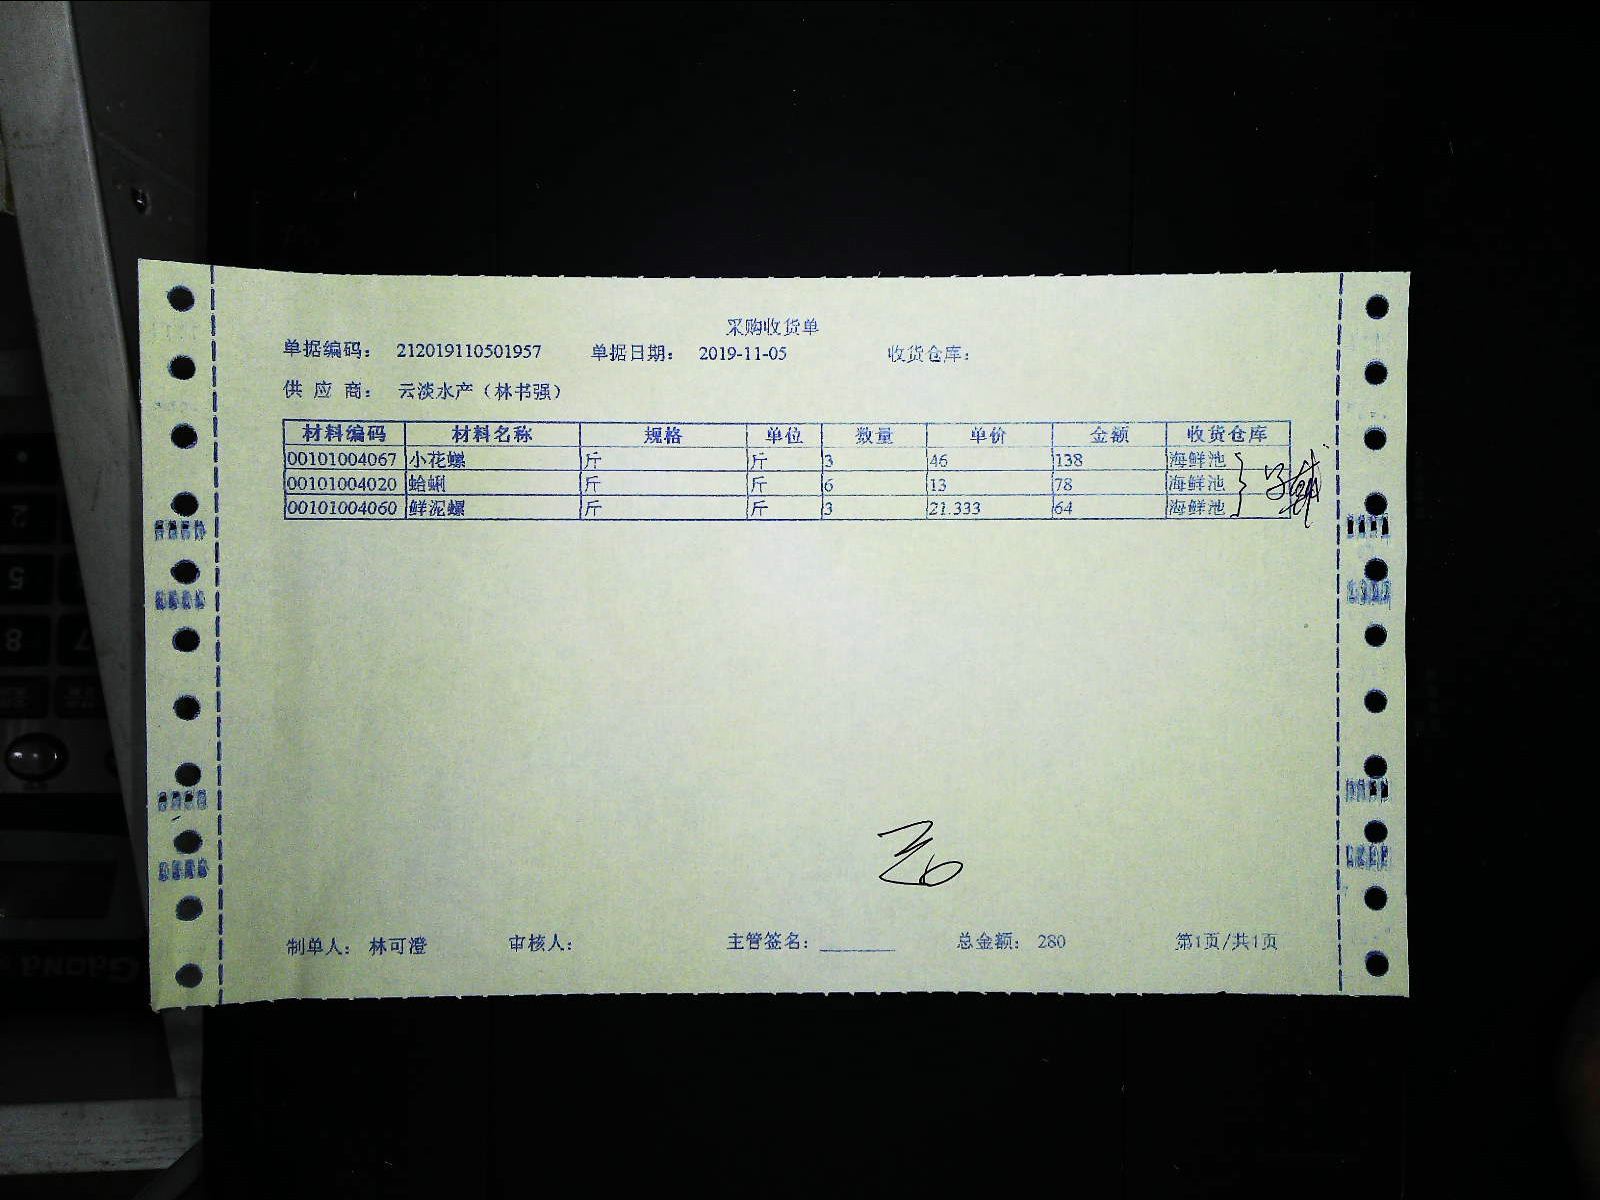 采购收货单
单据编码： 212019110501957 单据日期： 2019-11-05 收货仓库：
供 应 商： 云淡水产（林书强）
材料编码 材料名称 规格 单位 数量 单价 金额 收货仓库
00101004067 小花螺 斤 斤 3 46 138 海鲜池
00101004020 蛤蜊 斤 斤 6 13 78 海鲜池
00101004060 鲜泥螺 斤 斤 3 21.333 64 海鲜池
制单人： 林可澄 审核人： 主管签名：________ 总金额： 280 第1页/共1页